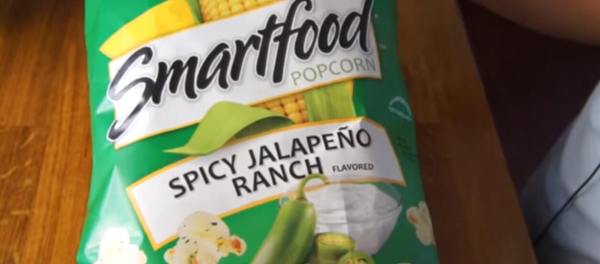 Smartfood
POPCORN
SPICY JALAPEÑO
RANCH FLAVORED